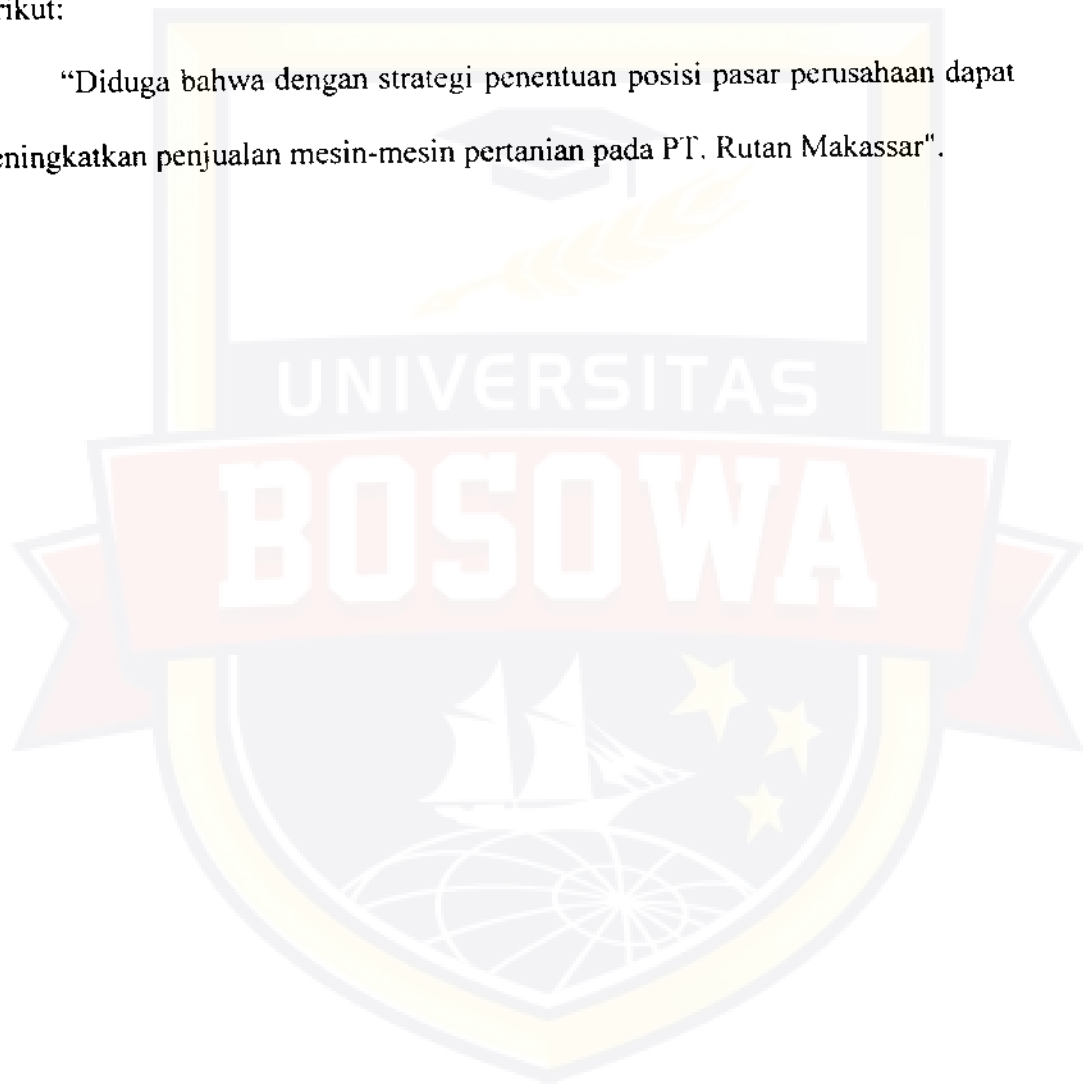 rikut:
“Diduga bahwa dengan strategi penentuan posisi pasar perusahaan dapat
eningkatkan penjualan mesin-mesin pertanian pada PT. Rutan Makassar".
UNIVERSITAS
BOSOWA